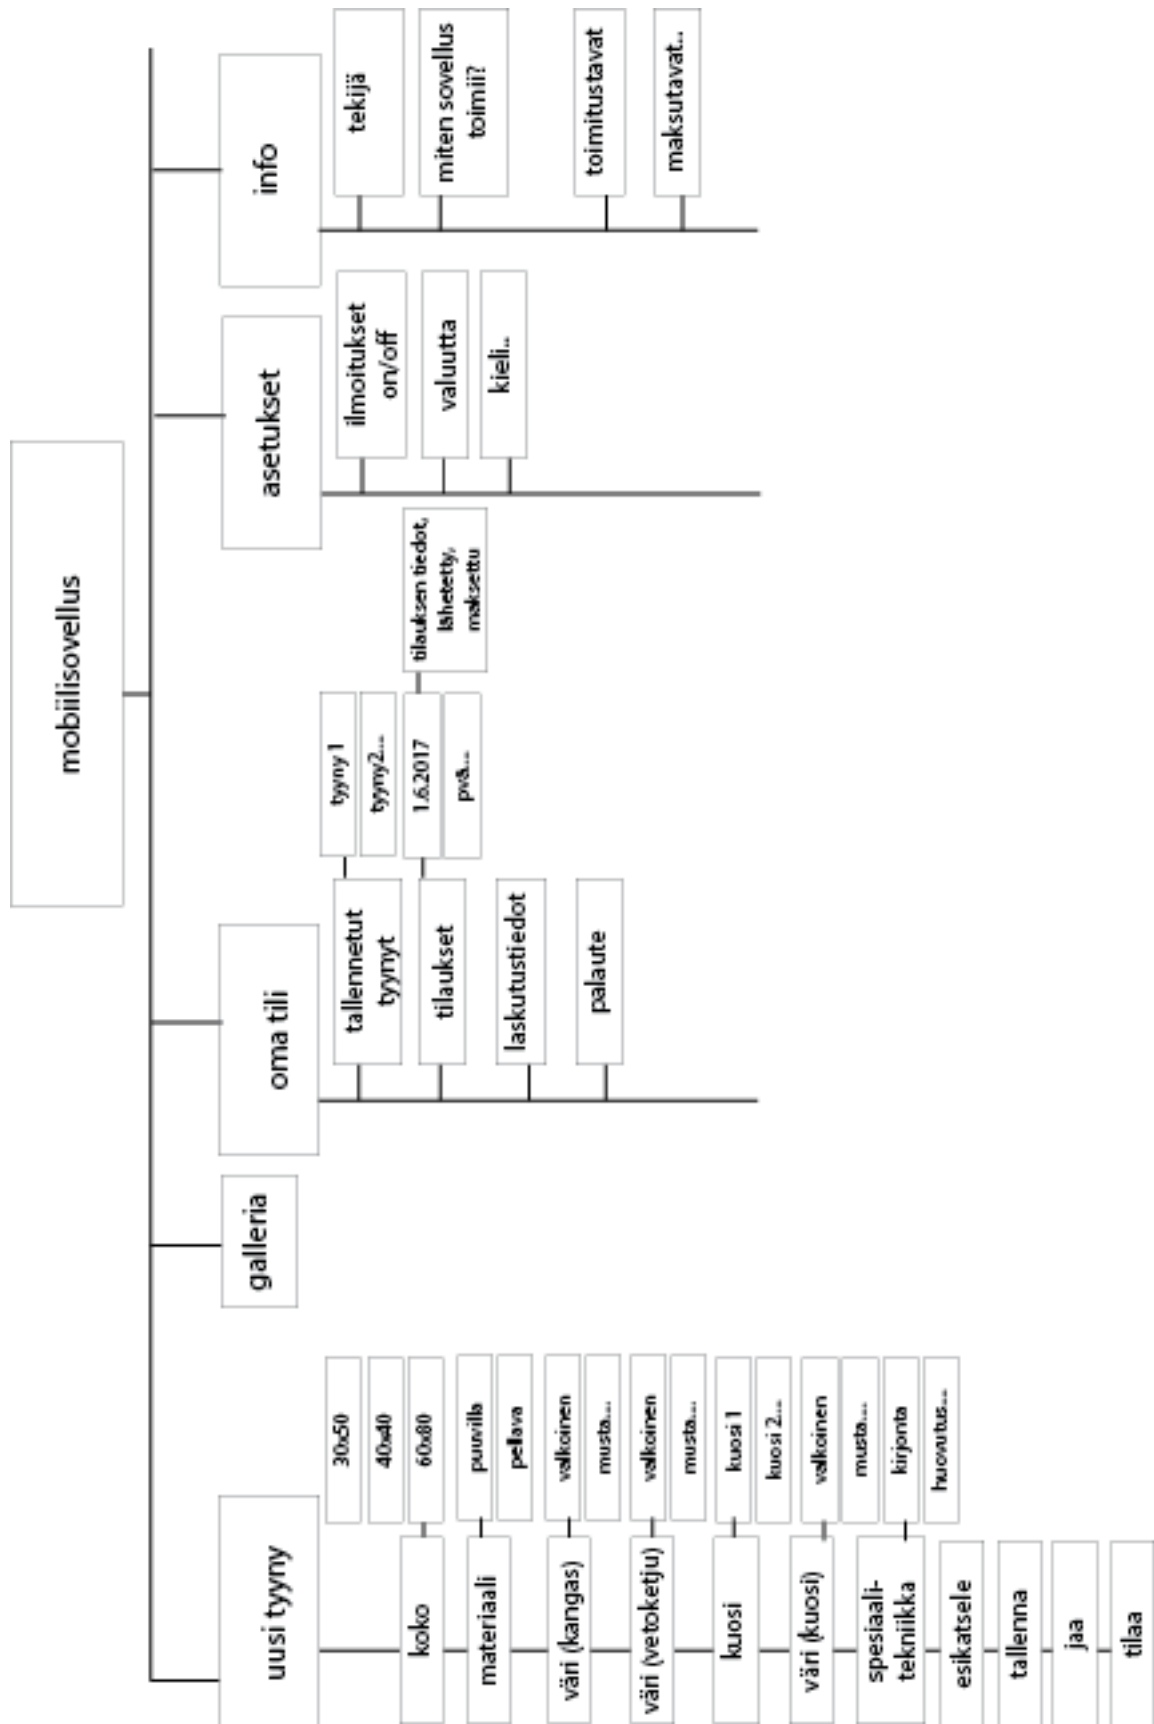 mobiilisovellus
uusi tyyny
koko
30x50
40x40
60x80
materiaali
puuvilla
pellava
väri (kangas)
valkoinen
musta....
väri (vetoketju)
valkoinen
musta....
kuosi
kuosi 1
kuosi 2....
väri (kuosi)
valkoinen
musta....
spesiaali-
tekniikka
kirjonta
huovutus....
esikatsele
tallenna
jaa
tilaa
galleria
oma tili
tallennetut
tyynyt
tyyny 1
tyyny2....
tilaukset
1.6.2017
pvä....
tilauksen tiedot,
lähetetty,
maksettu
laskutustiedot
palaute
asetukset
ilmoitukset
on/off
valuutta
kieli..
info
tekijä
miten sovellus
toimii?
toimitustavat
maksutavat..